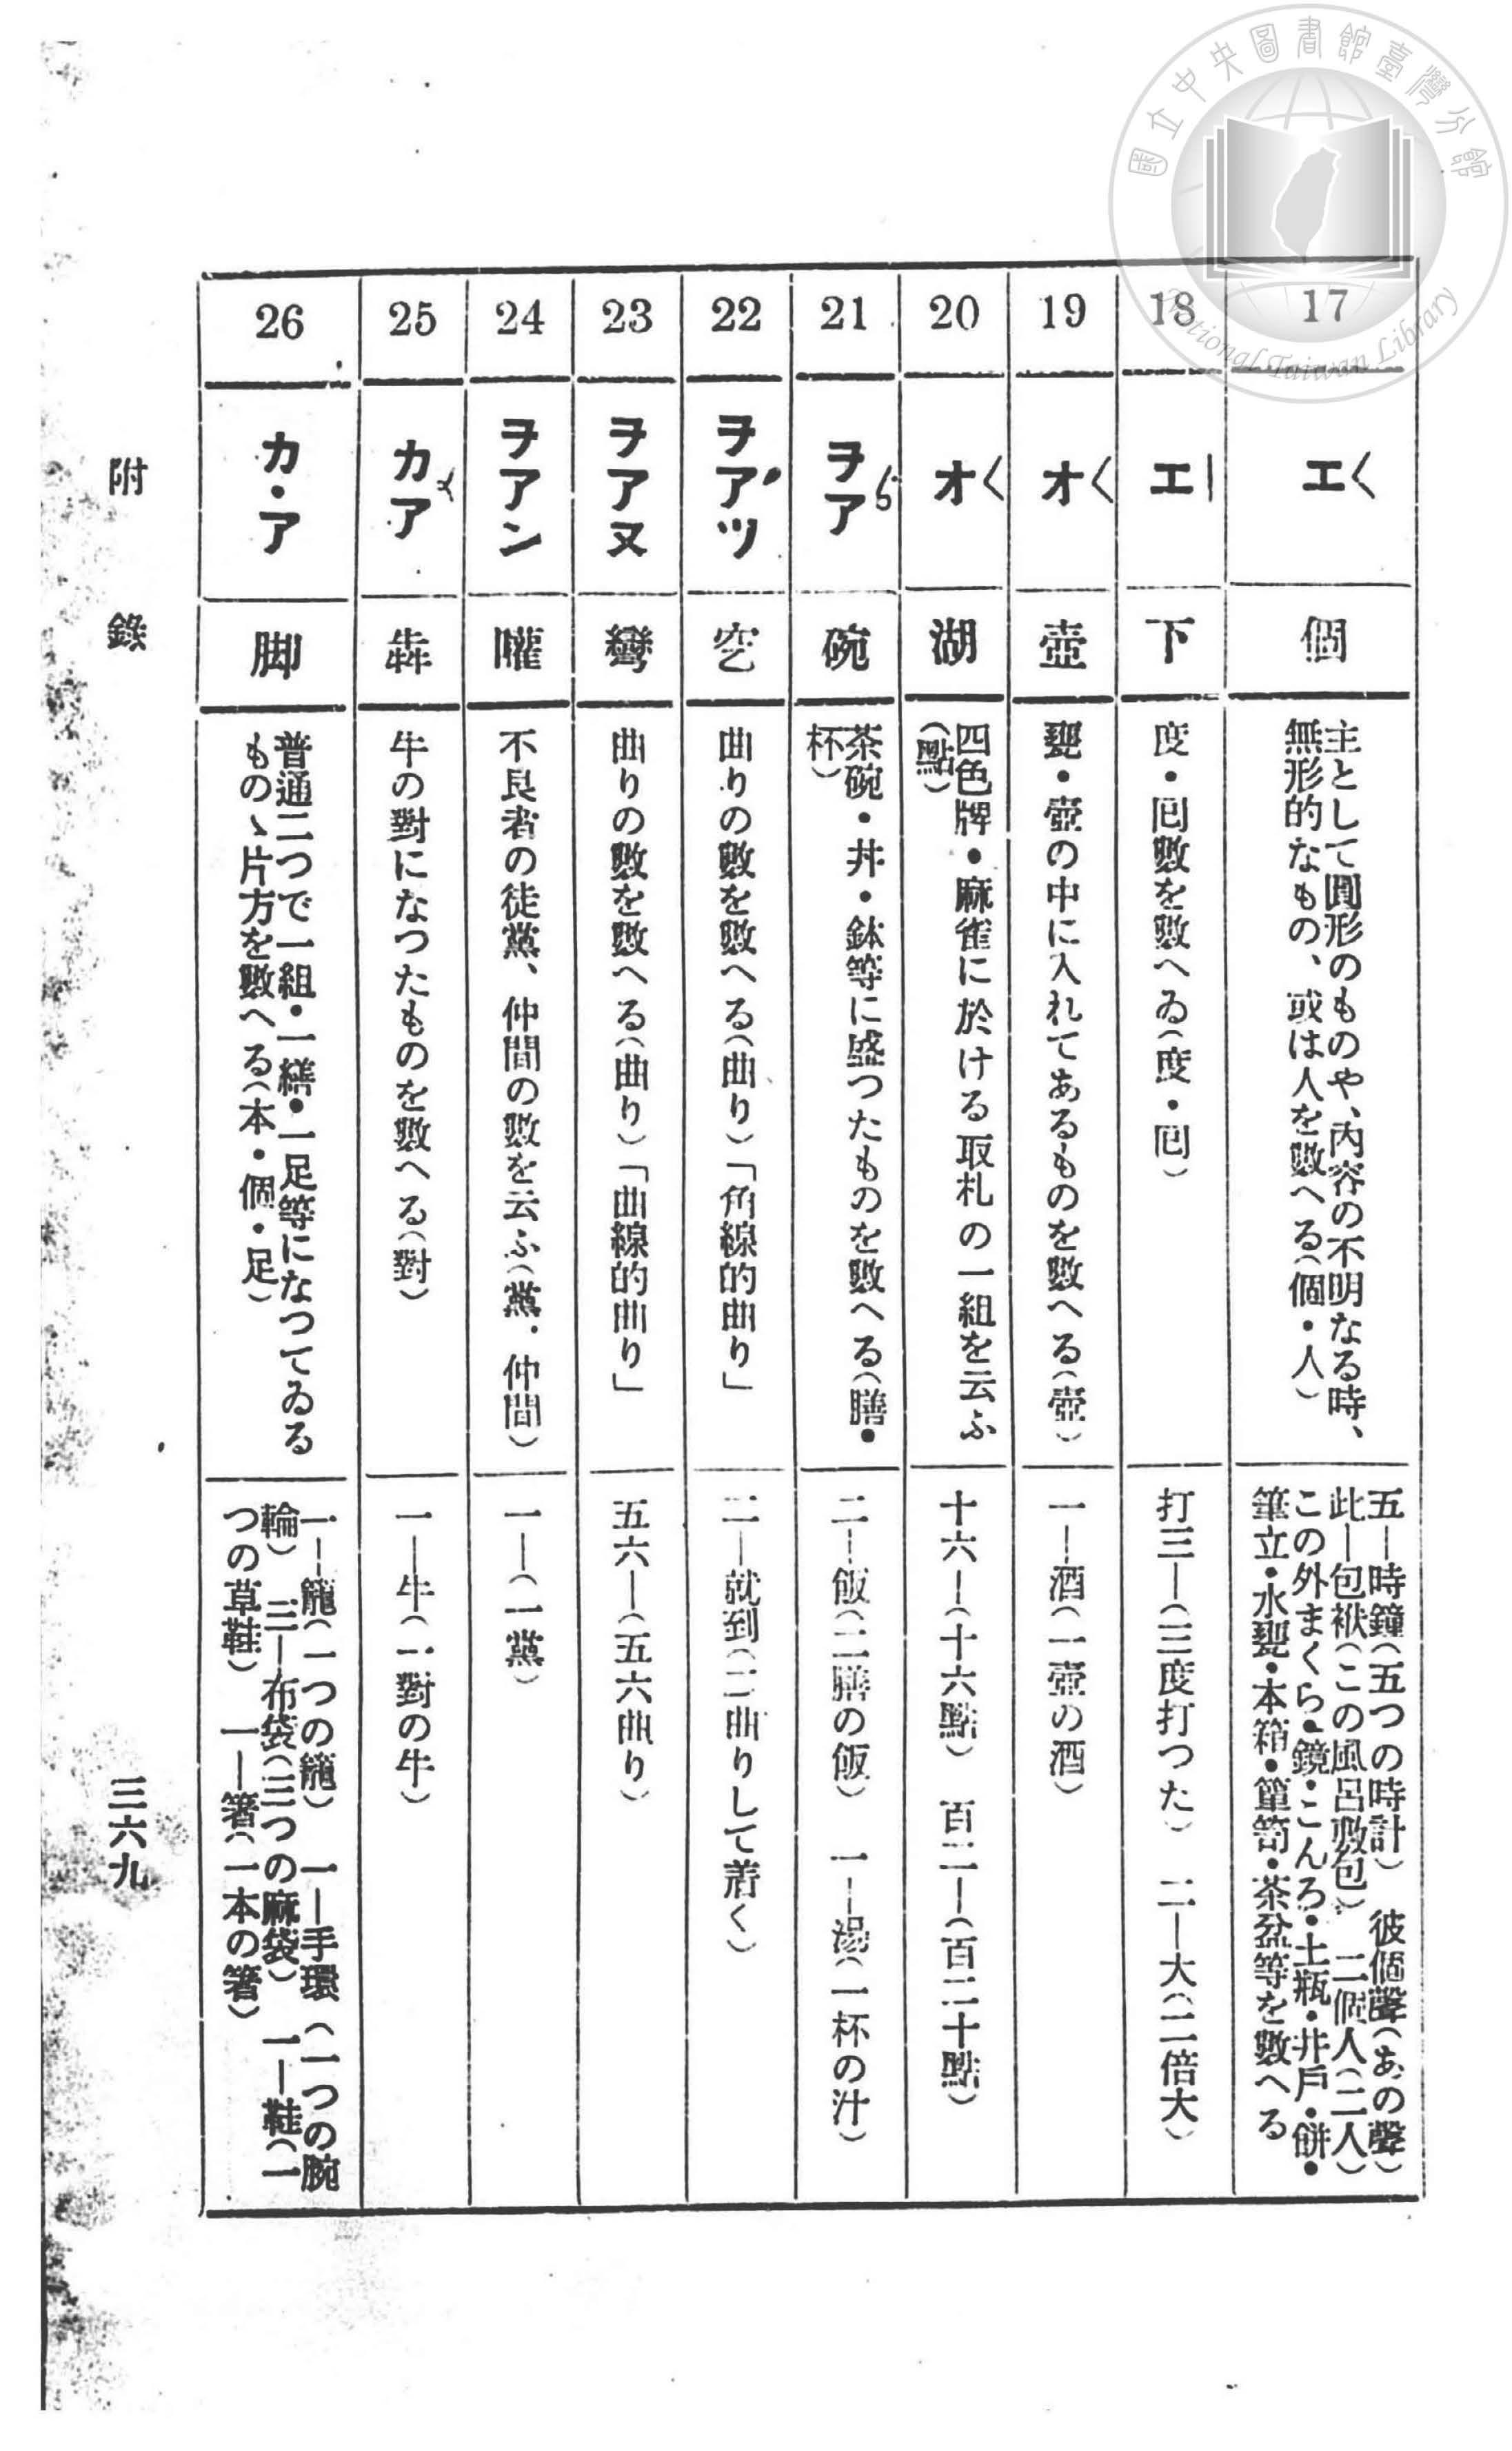 國立中央圖書館臺灣分館
National Taiwan Library
17
エく
個
主として圓形のものや、內容の不明なる時、
無形的なもの、或は人を數へる(個・人)
五―時鐘(五つの時計) 彼個聲(あの聲)
此―包袱(この風呂敷包) 二個人(二人)
この外まくら・鏡・こんろ・土瓶・井戶・餅・
筆立・水甕・本箱・簞笥・茶盆等を數へる
18
エ|
下
度・囘數を數へゐ(度・囘)
打三―(三度打つた) 二―大(二倍大)
19
オく
壺
甕・壺の中に入れてあるものを數へる(壺)
一―酒(一壺の酒)
20
オく
湖
四色牌・麻雀に於ける取札の一組を云ふ
(點)
十六―(十六點) 百二―(百二十點)
21
ヲア
碗
茶碗・丼・鉢等に盛つたものを數へる(膳・
杯)
二―飯(二膳の飯) 一―湯(一杯の汁)
22
ヲアツ
曲りの數を數へる(曲り)「角線的曲り」
二―就到(二曲りして着く)
23
ヲアヌ
彎
曲りの數を數へる(曲り)「曲線的曲り」
五六―(五六曲り)
24
ヲアン
嚾
不良者の徒黨、仲間の數を云ふ(黨・仲間)
一―(一黨)
25
カア
犇
牛の對になつたものを數へる(對)
一―牛(一對の牛)
26
カ・ア
脚
普通二つで一組・一繕・一足等になつてゐる
もの、片方を數へる(本・個・足)
一―籠(一つの籠) 一―手環(一つの腕
輪) 三―布袋(三つの麻袋) 一―鞋(一
つの草鞋) 一―箸(一本の箸)
附錄
三六九